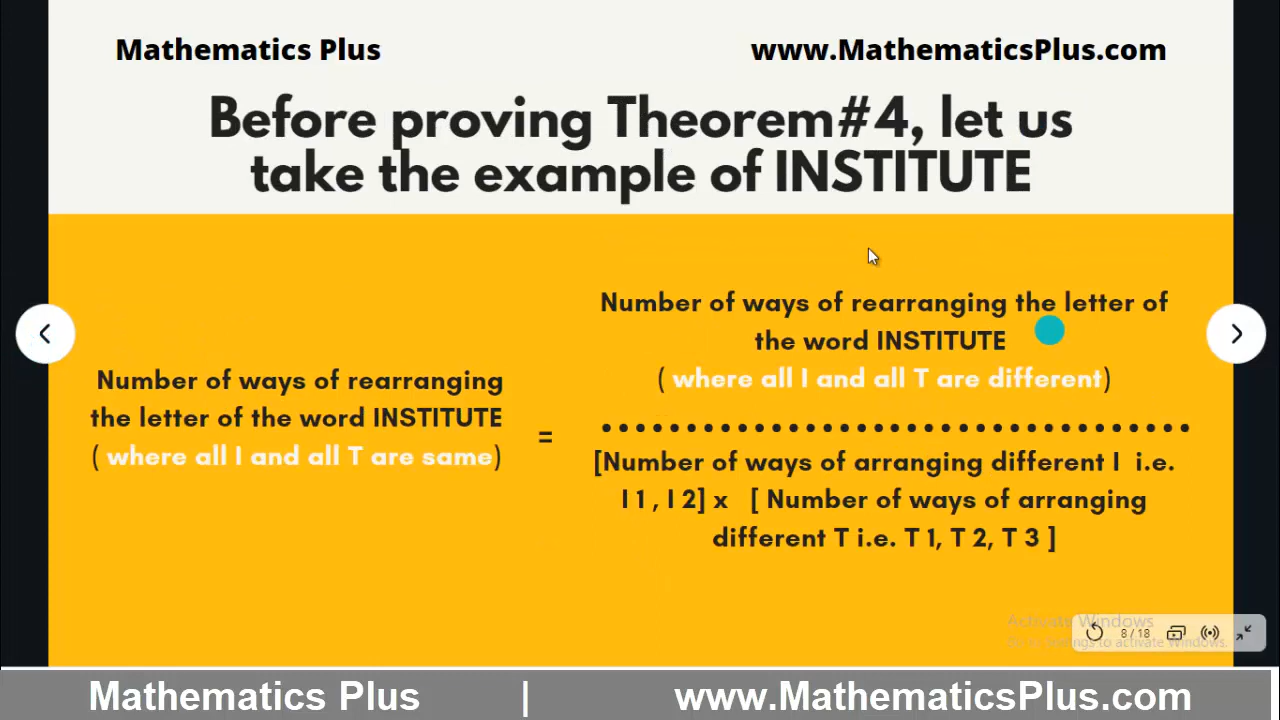 Mathematics Plus
www.MathematicsPlus.com
Before proving Theorem#4, let us
take the example of INSTITUTE
Number of ways of rearranging
the letter of the word INSTITUTE
( where all I and all T are same)
=
Number of ways of rearranging the letter of
the word INSTITUTE
( where all I and all T are different)
[Number of ways of arranging different I i.e.
I 1 , I 2] x [ Number of ways of arranging
different T i.e. T 1, T 2, T 3 ]
Activate Windows
8 / 18
Mathematics Plus | www.MathematicsPlus.com